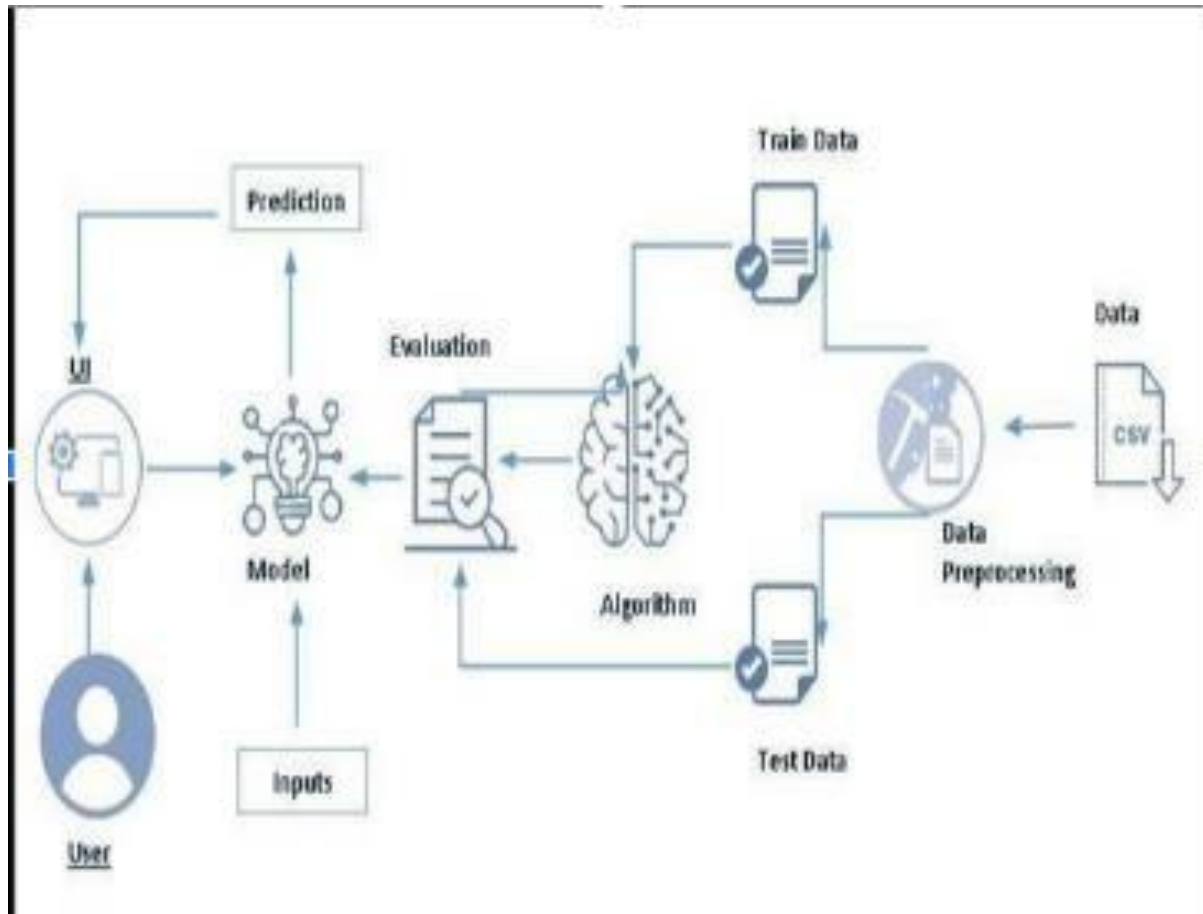 Train Data
Prediction
Data
Evaluation
UI
CSV
Data
Preprocessing
Model
Algorithm
Test Data
Inputs
User